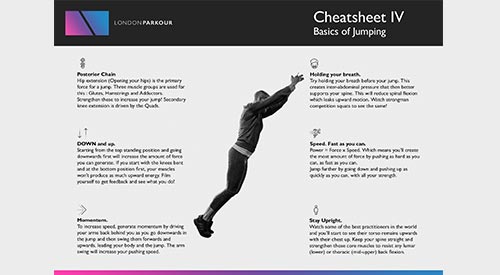 LONDONPARKOUR
Cheatsheet IV
Basics of Jumping
Posterior Chain
Hip extension (Opening your hips) is the primary
force for a jump. Three muscle groups are used for
this : Glutes, Hamstrings and Adductors.
Strengthen these to increase your jump! Secondary
knee extension is driven by the Quads.
DOWN and up.
Starting from the top standing position and going
downwards first will increase the amount of force
you can generate. If you start with the knees bent
and at the bottom position first, your muscles
won't produce as much upward energy. Film
yourself to get feedback and see what you do!
Momentum.
To increase speed, generate momentum by driving
your arms back behind you as you go downwards in
the jump and then swing them forwards and
upwards, leading your body and the jump. The arm
swing will increase your pushing speed.
Holding your breath.
Try holding your breath before your jump. This
creates inter-abdominal pressure that then better
supports your spine. This will reduce spinal flexion
which leaks upward motion. Watch strongman
competition squats to see the same!
Speed. Fast as you can.
Power = Force x Speed. Which means you'll create
the most amount of force by pushing as hard as you
can, as fast as you can.
Jump farther by going down and pushing up as
quickly as you can, with all your strength.
Stay Upright.
Watch some of the best practitioners in the world
and you'll start to see their torso remains upwards
with their chest up. Keep your spine straight and
strengthen those core muscles to resist any lumar
(lower) or thoracic (mid-upper) back flexion.